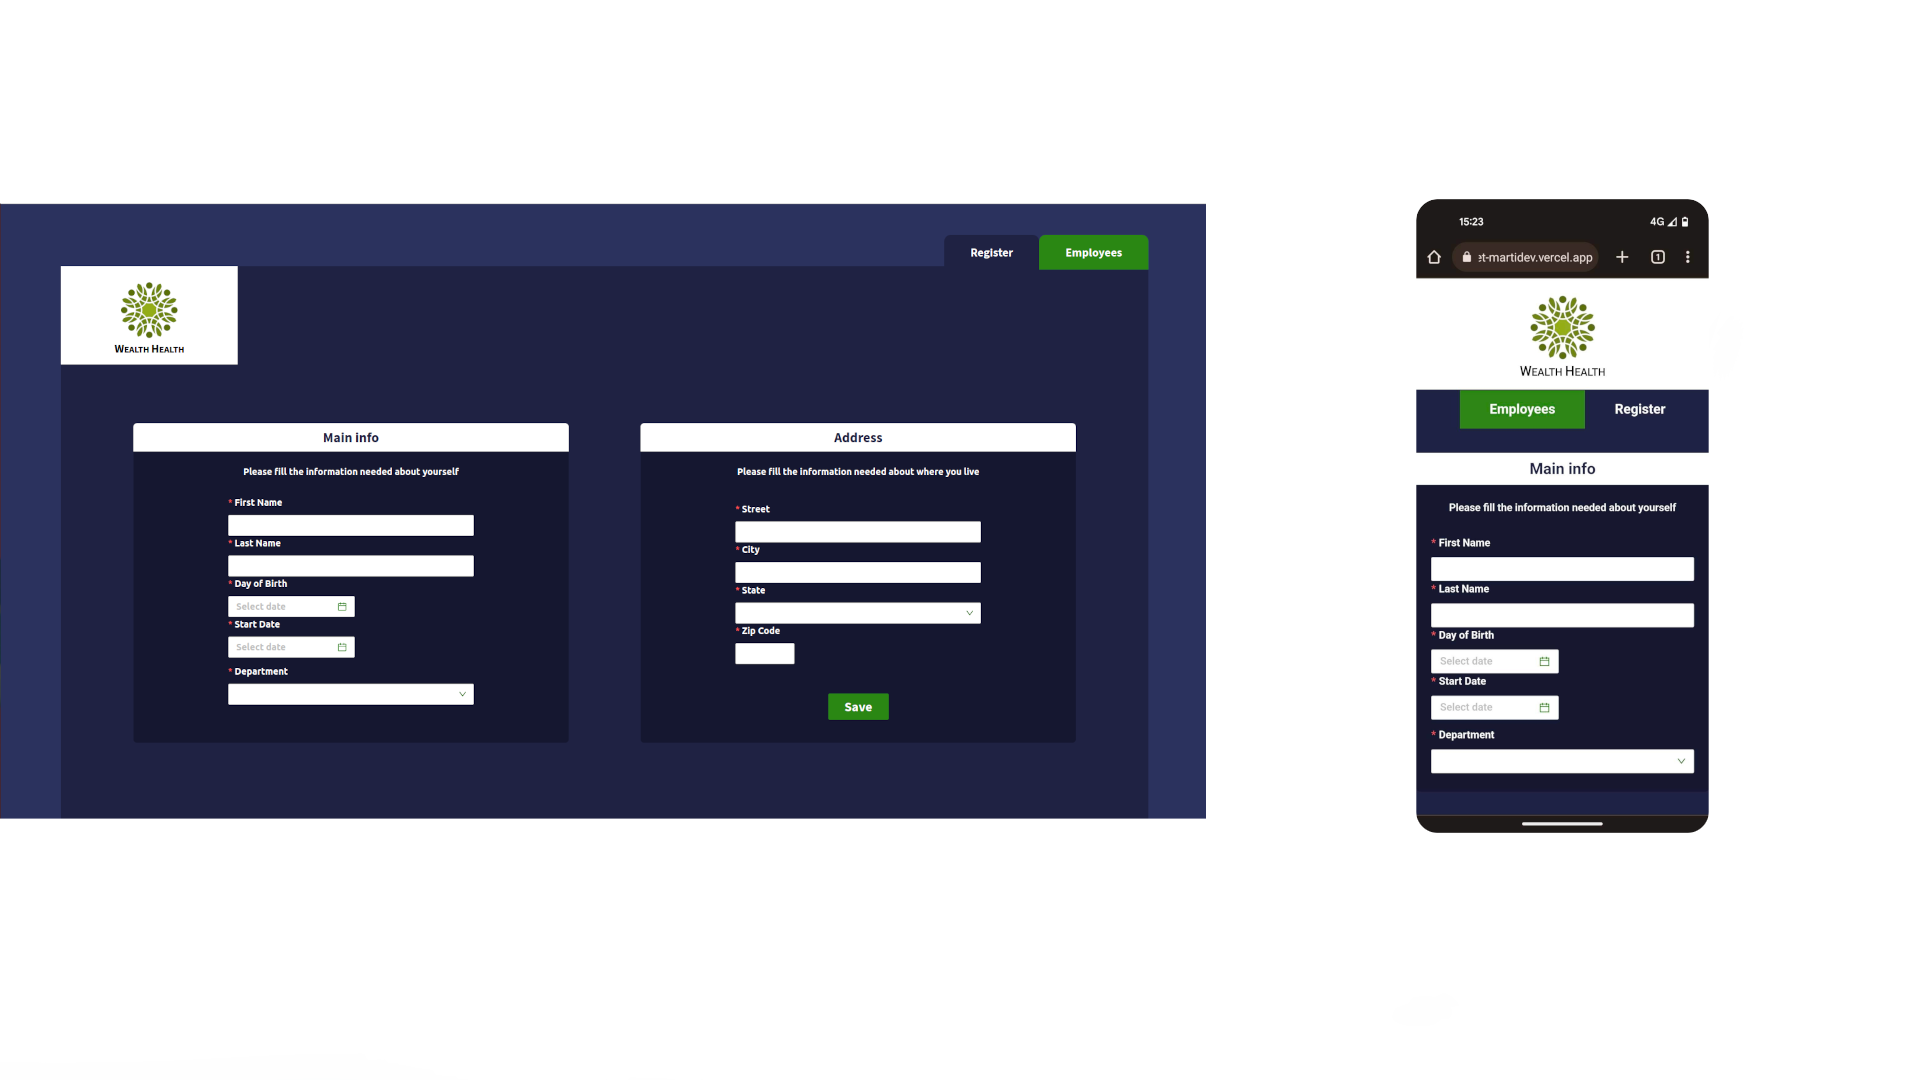 Register
Employees
WEALTH HEALTH
Main info
Please fill the information needed about yourself
* First Name
* Last Name
* Day of Birth
Select date
* Start Date
Select date
* Department
Address
Please fill the information needed about where you live
* Street
* City
* State
* Zip Code
Save
15:23
4G
et-martidev.vercel.app
1
WEALTH HEALTH
Employees
Register
Main info
Please fill the information needed about yourself
* First Name
* Last Name
* Day of Birth
Select date
* Start Date
Select date
* Department